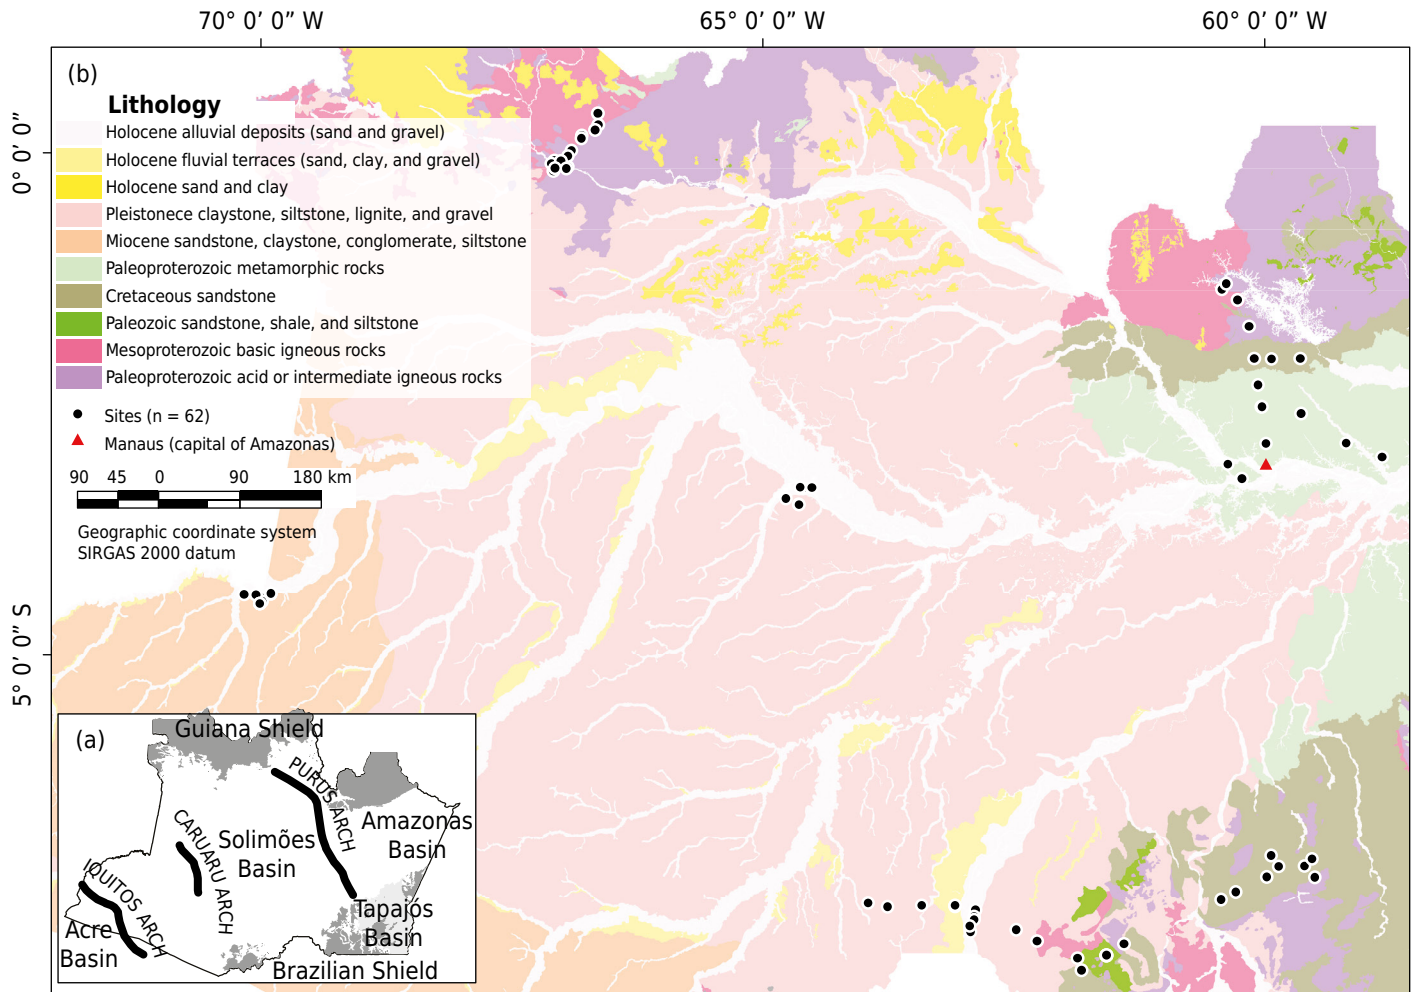 70° 0’ 0” W
65° 0’ 0” W
60° 0’ 0” W
0° 0’ 0”
5° 0’ 0” S
(b)
Lithology
Holocene alluvial deposits (sand and gravel)
Holocene fluvial terraces (sand, clay, and gravel)
Holocene sand and clay
Pleistonece claystone, siltstone, lignite, and gravel
Miocene sandstone, claystone, conglomerate, siltstone
Paleoproterozoic metamorphic rocks
Cretaceous sandstone
Paleozoic sandstone, shale, and siltstone
Mesoproterozoic basic igneous rocks
Paleoproterozoic acid or intermediate igneous rocks
Sites (n = 62)
Manaus (capital of Amazonas)
90 45 0 90 180 km
Geographic coordinate system
SIRGAS 2000 datum
(a)
Guiana Shield
PURUS ARCH
CARUARU ARCH
Solimões
Basin
Amazonas
Basin
IQUITOS ARCH
Acre
Basin
Tapajós
Basin
Brazilian Shield